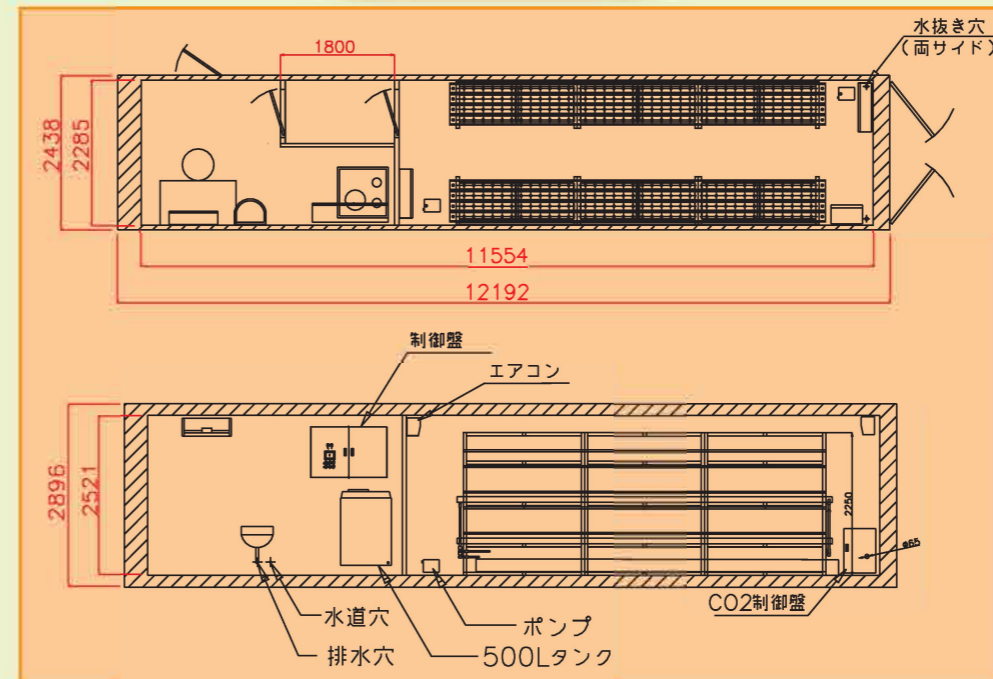 水抜き穴
(両サイド)
1800
2438
2285
11554
12192
制御盤
エアコン
2896
2521
2250
ø65
CO2制御盤
水道穴
ポンプ
排水穴
500Lタンク